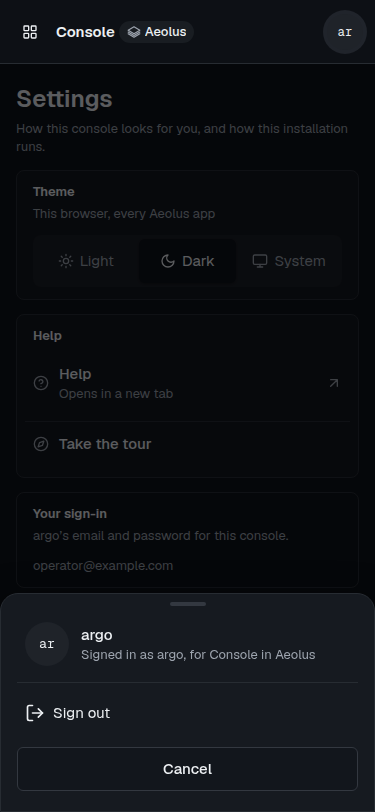 Console Aeolus ar
Settings
How this console looks for you, and how this installation
runs.
Theme
This browser, every Aeolus app
Light Dark System
Help
Help
Opens in a new tab
Take the tour
Your sign-in
argo's email and password for this console.
operator@example.com
ar
argo
Signed in as argo, for Console in Aeolus
Sign out
Cancel